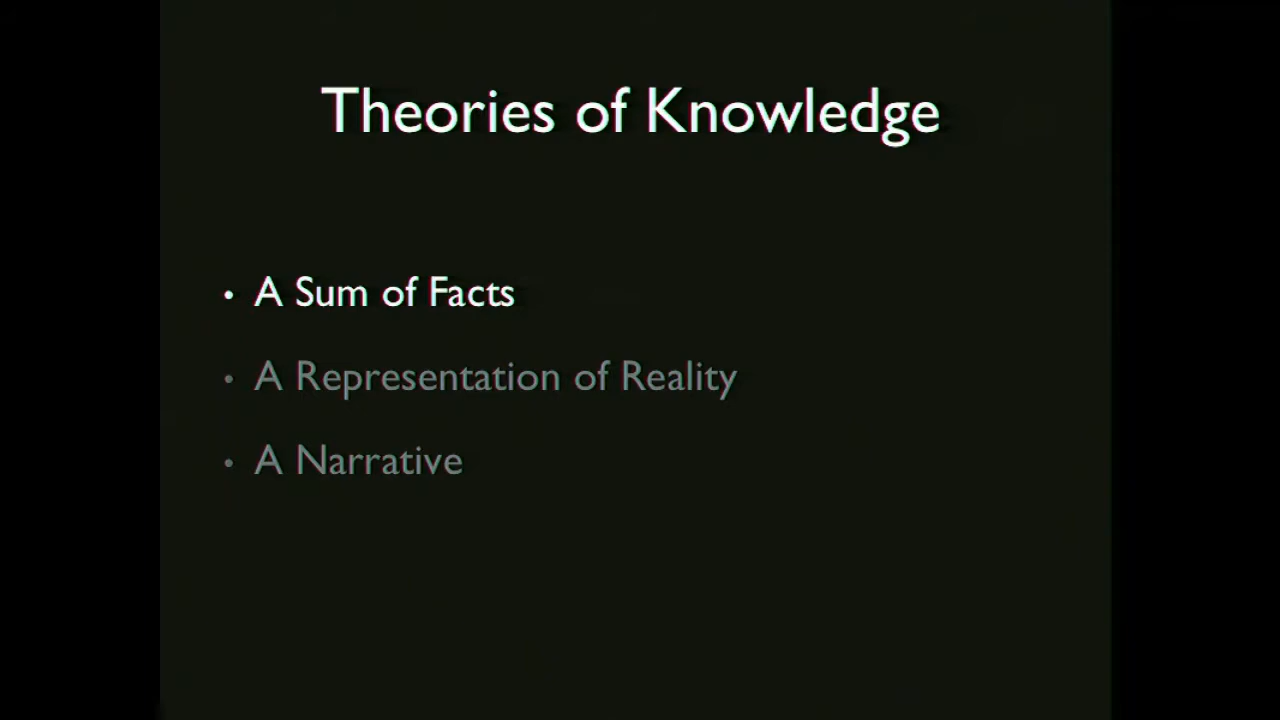 Theories of Knowledge
• A Sum of Facts
• A Representation of Reality
• A Narrative